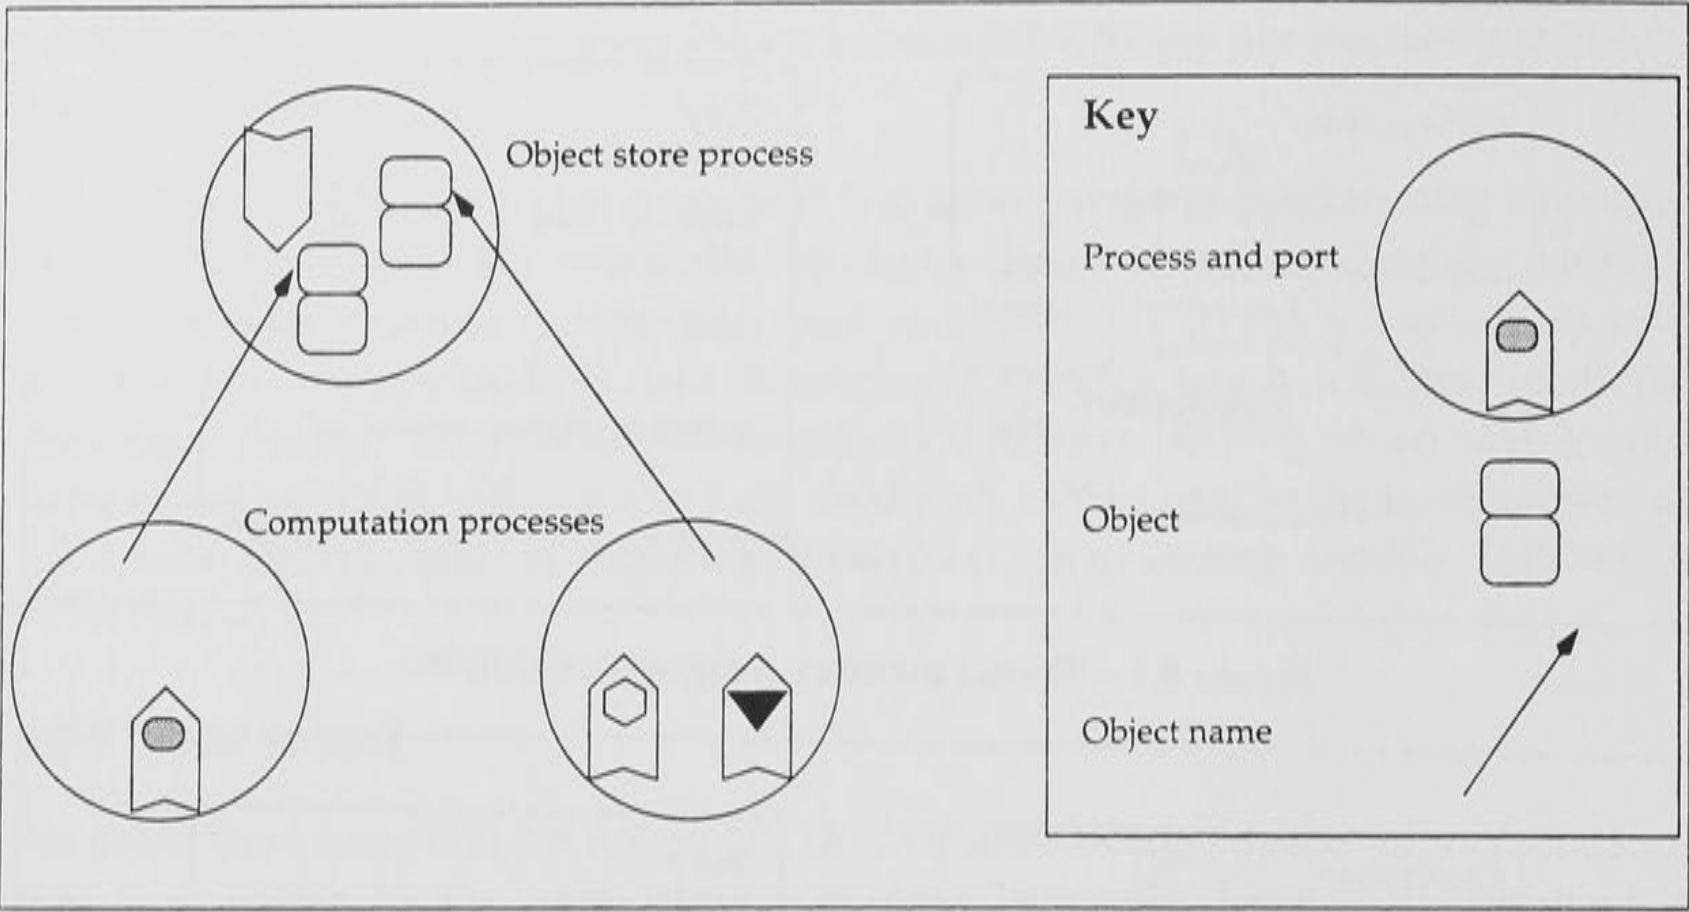 Object store process
Computation processes
Key
Process and port
Object
Object name